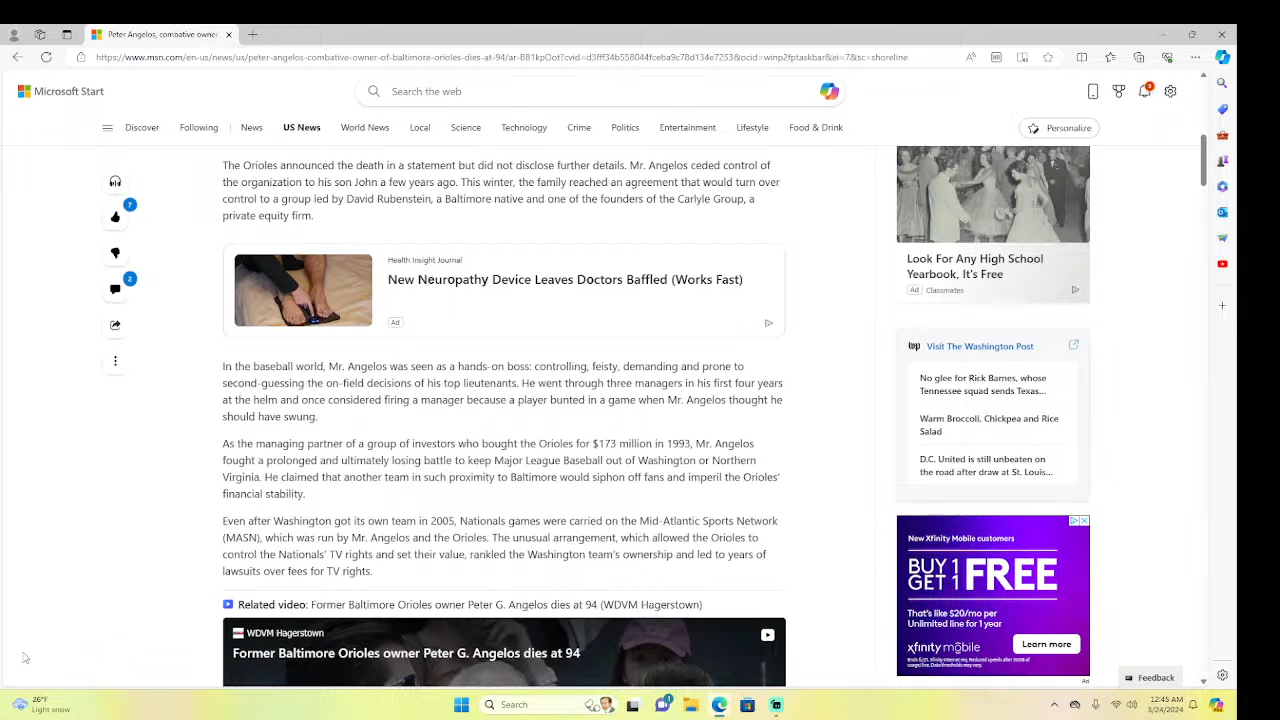 Peter Angelos, combative owner
https://www.msn.com/en-us/news/us/peter-angelos-combative-owner-of-baltimore-orioles-dies-at-94/ar-BB1kpOot?cvid=d3ff34b558044fceba9c78d134e7253&ocid=winp2fptaskbar&ei=7&sc=shoreline
Microsoft Start
Search the web
3
Discover
Following
News
US News
World News
Local
Science
Technology
Crime
Politics
Entertainment
Lifestyle
Food & Drink
Personalize
The Orioles announced the death in a statement but did not disclose further details. Mr. Angelos ceded control of
the organization to his son John a few years ago. This winter, the family reached an agreement that would turn over
control to a group led by David Rubenstein, a Baltimore native and one of the founders of the Carlyle Group, a
private equity firm.
7
2
Health Insight Journal
New Neuropathy Device Leaves Doctors Baffled (Works Fast)
Ad
In the baseball world, Mr. Angelos was seen as a hands-on boss: controlling, feisty, demanding and prone to
second-guessing the on-field decisions of his top lieutenants. He went through three managers in his first four years
at the helm and considered firing a manager because a player bunted in a game when Mr. Angelos thought he
should have swung.
As the managing partner of a group of investors who bought the Orioles for $173 million in 1993, Mr. Angelos
fought a prolonged and ultimately losing battle to keep Major League Baseball out of Washington or Northern
Virginia. He claimed that another team in such proximity to Baltimore would siphon off fans and imperil the Orioles'
financial stability.
Even after Washington got its own team in 2005, Nationals games were carried on the Mid-Atlantic Sports Network
(MASN), which was run by Mr. Angelos and the Orioles. The unusual arrangement, which allowed the Orioles to
control the Nationals' TV rights and set their value, rankled the Washington team's ownership and led to years of
lawsuits over fees for TV rights.
Related video: Former Baltimore Orioles owner Peter G. Angelos dies at 94 (WDVM Hagerstown)
WDVM Hagerstown
Former Baltimore Orioles owner Peter G. Angelos dies at 94
Look For Any High School
Yearbook, It's Free
Ad Classmates
wp Visit The Washington Post
No glee for Rick Barnes, whose
Tennessee squad sends Texas...
Warm Broccoli, Chickpea and Rice
Salad
D.C. United is still unbeaten on
the road after draw at St. Louis...
New Xfinity Mobile customers
BUY 1
GET 1 FREE
That's like $20/mo per
Unlimited line for 1 year
xfinity mobile
Learn more
Ad
Feedback
26°F
Light snow
Search
1
12:45 AM
3/24/2024